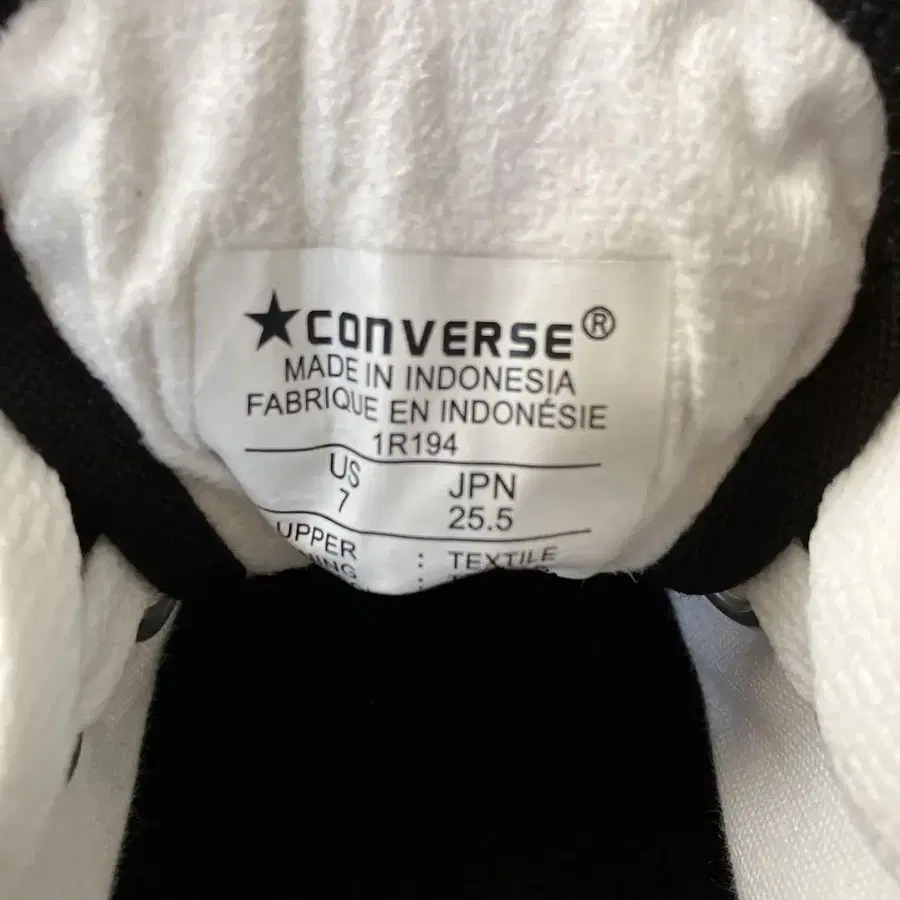 ★CONVERSE®
MADE IN INDONESIA
FABRIQUE EN INDONÉSIE
1R194
US JPN
7 25.5
UPPER : TEXTILE